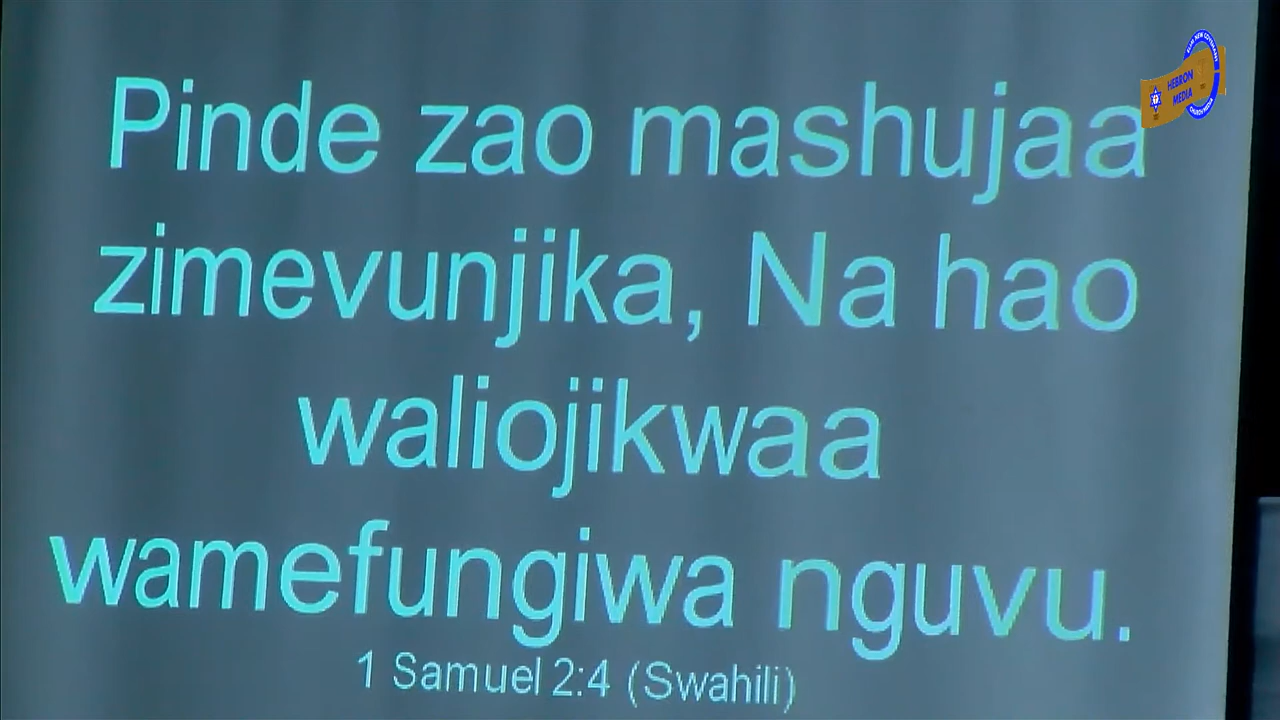 Pinde zao mashujaa
zimevunjika, Na hao
waliojikwaa
wamefungiwa nguvu.
1 Samuel 2:4 (Swahili)
HEBRON
MEDIA